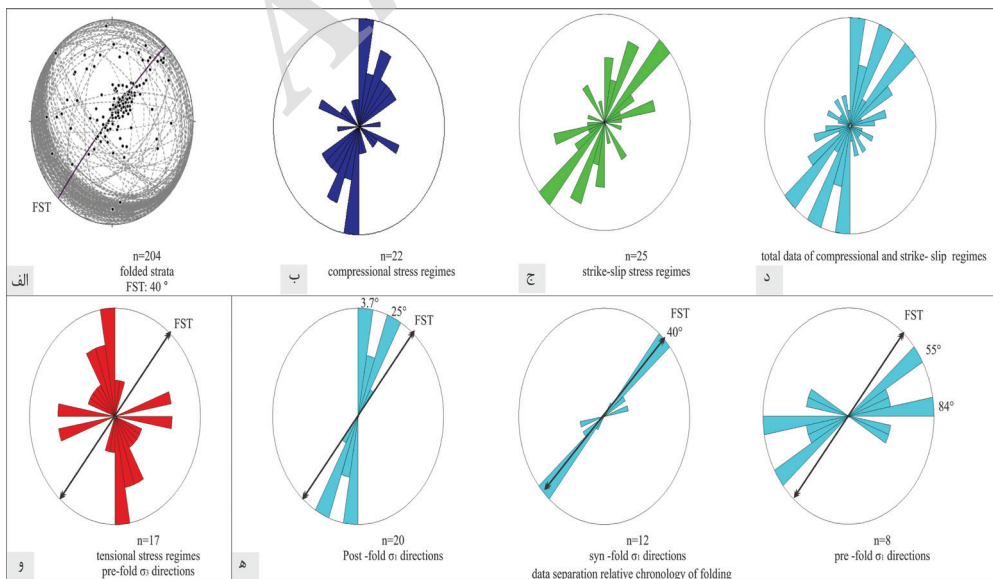 FST
n=204
folded strata
FST: 40 °
الف
n=22
compressional stress regimes
ب
n=25
strike-slip stress regimes
ج
total data of compressional and strike- slip regimes
د
FST
n=17
tensional stress regimes
pre-fold σ3 directions
و
3.7°
25°
FST
n=20
Post -fold σ1 directions
ه
FST
40°
n=12
syn -fold σ1 directions
data separation relative chronology of folding
FST
55°
84°
n=8
pre -fold σ1 directions